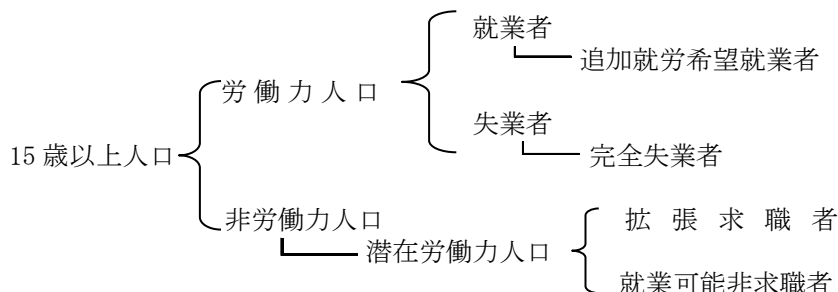 就業者
追加就労希望就業者
労働力人口
失業者
15歳以上人口
完全失業者
非労働力人口
拡張求職者
潜在労働力人口
就業可能非求職者